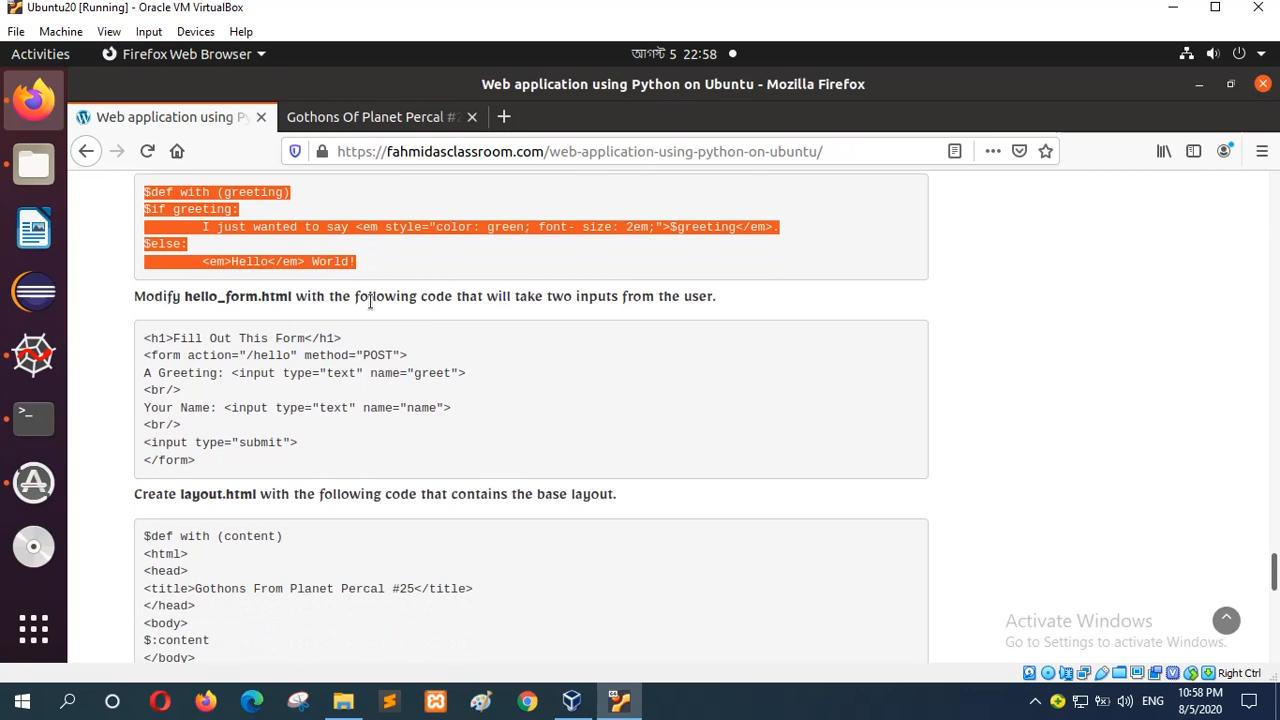 Ubuntu20 [Running] - Oracle VM VirtualBox
File Machine View Input Devices Help
Activities Firefox Web Browser আগস্ট 5 22:58
Web application using Python on Ubuntu - Mozilla Firefox
Web application using Py Gothons Of Planet Percal #2
https://fahmidasclassroom.com/web-application-using-python-on-ubuntu/
$def with (greeting)
$if greeting:
I just wanted to say <em style="color: green; font- size: 2em;">$greeting</em>.
$else:
<em>Hello</em> World!
Modify hello_form.html with the following code that will take two inputs from the user.
<h1>Fill Out This Form</h1>
<form action="/hello" method="POST">
A Greeting: <input type="text" name="greet">
<br/>
Your Name: <input type="text" name="name">
<br/>
<input type="submit">
</form>
Create layout.html with the following code that contains the base layout.
$def with (content)
<html>
<head>
<title>Gothons From Planet Percal #25</title>
</head>
<body>
$:content
</body>
Activate Windows
Go to Settings to activate Windows.
Right Ctrl
ENG
10:58 PM
8/5/2020